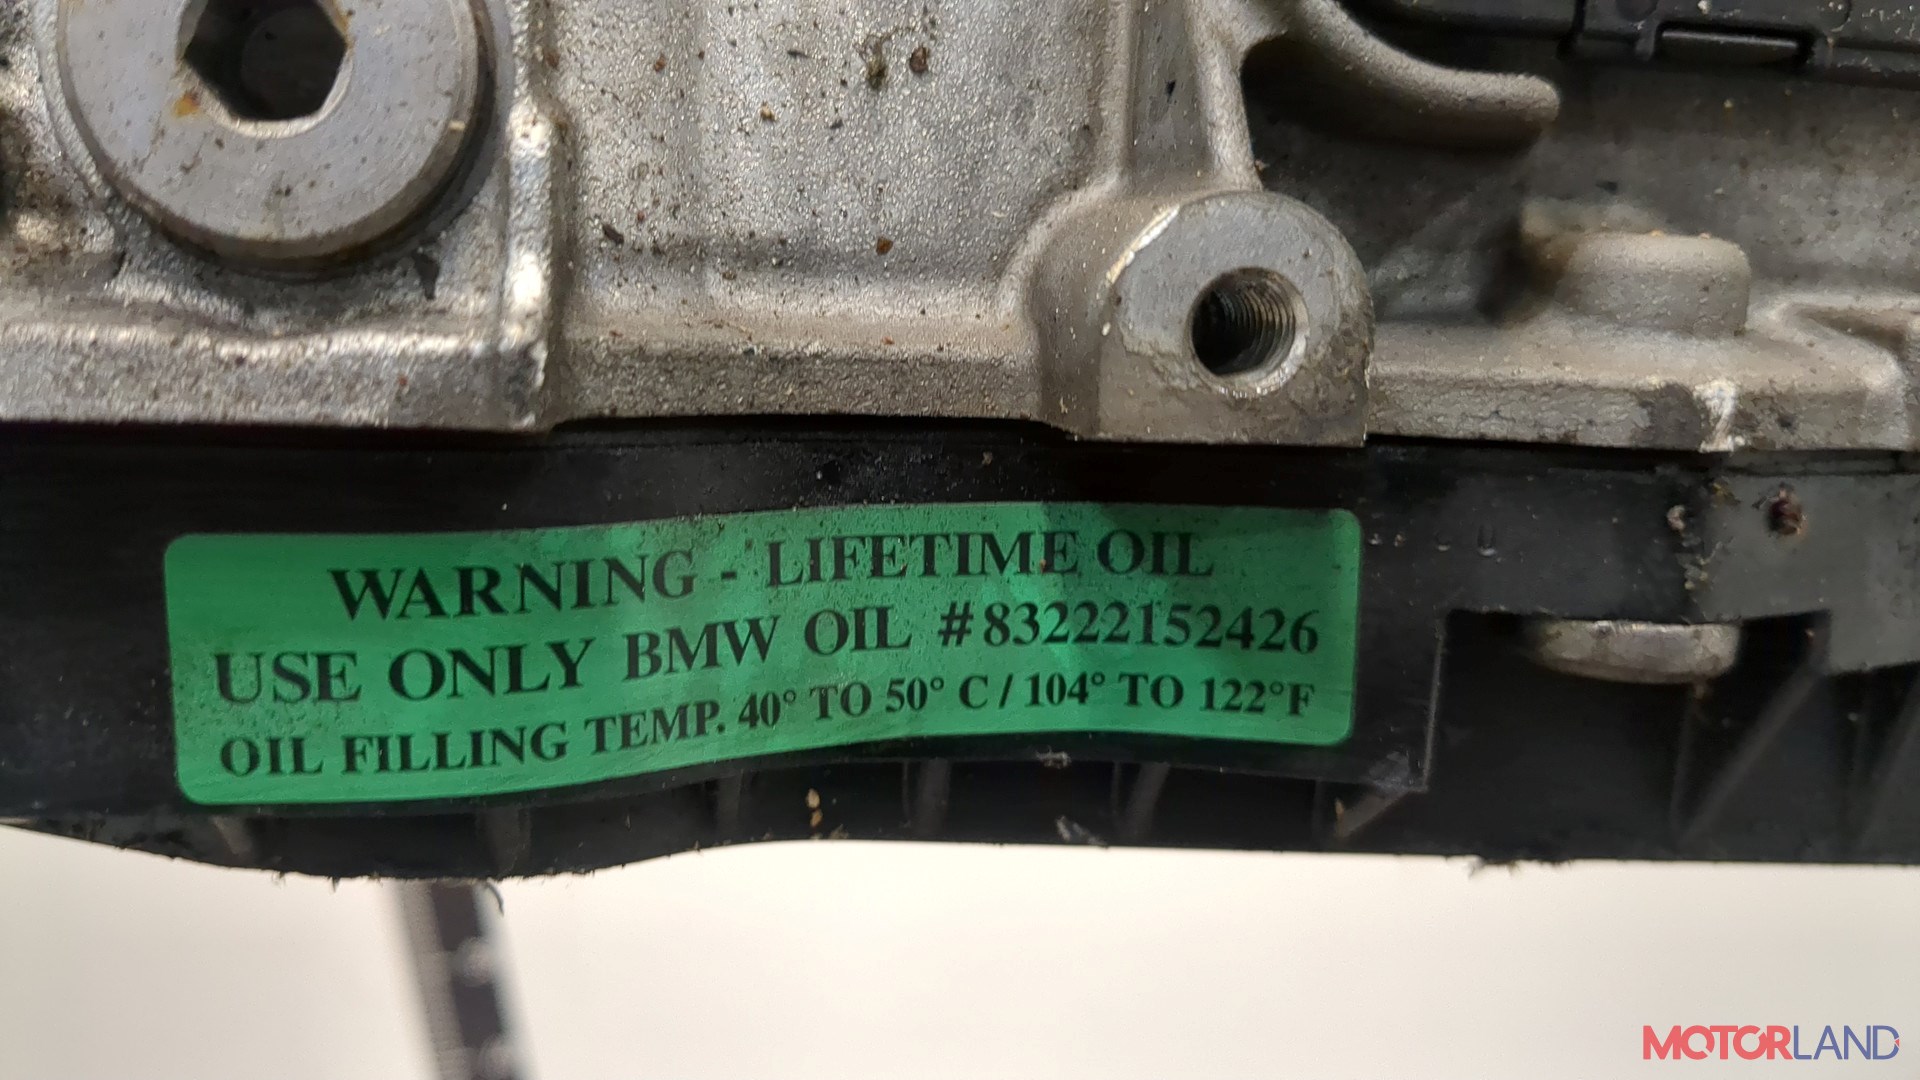 WARNING - LIFETIME OIL
USE ONLY BMW OIL #83222152426
OIL FILLING TEMP. 40° TO 50° C / 104° TO 122°F
MOTORLAND